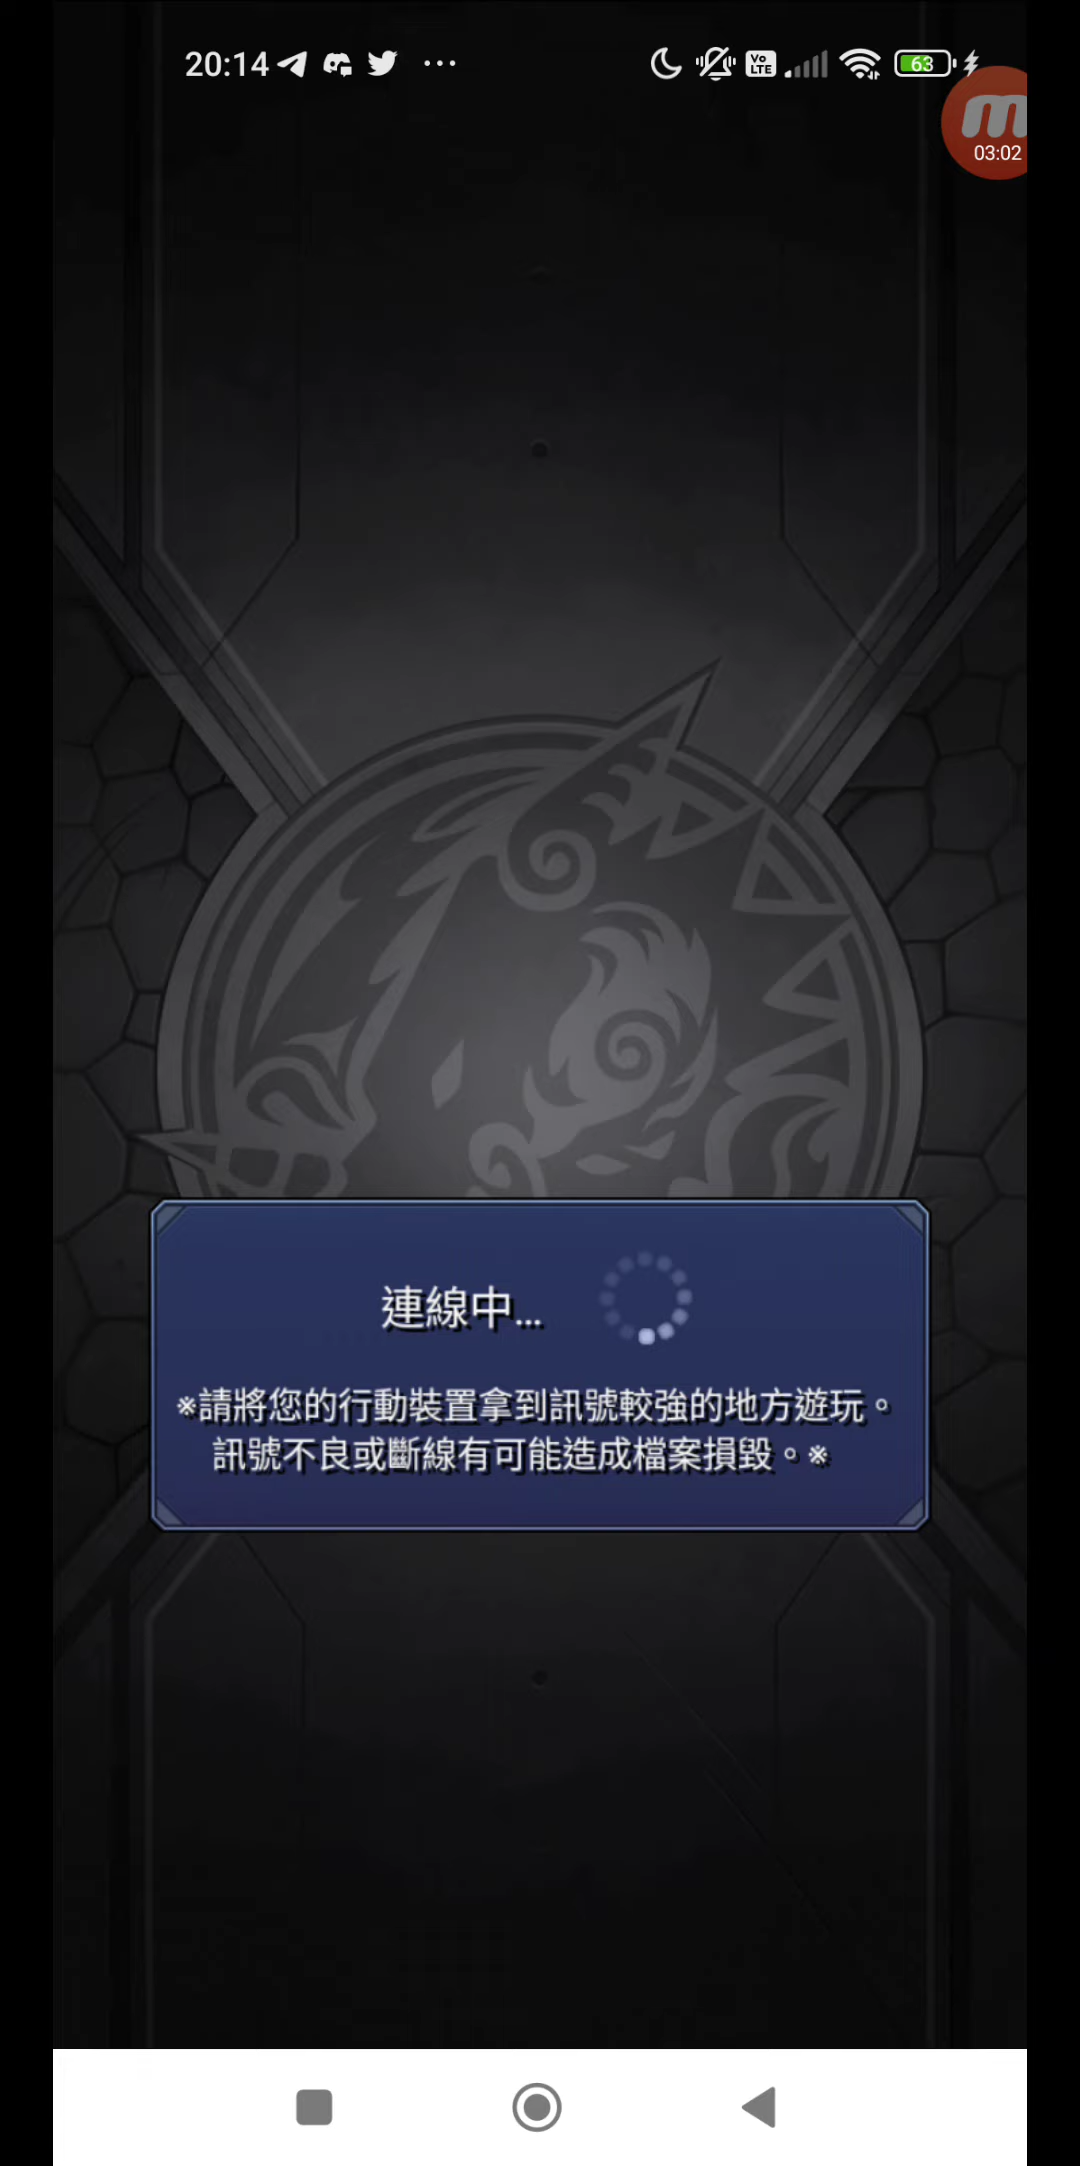 20:14
VoLTE
63
m
03:02
連線中...
※請將您的行動裝置拿到訊號較強的地方遊玩。
訊號不良或斷線有可能造成檔案損毀。※